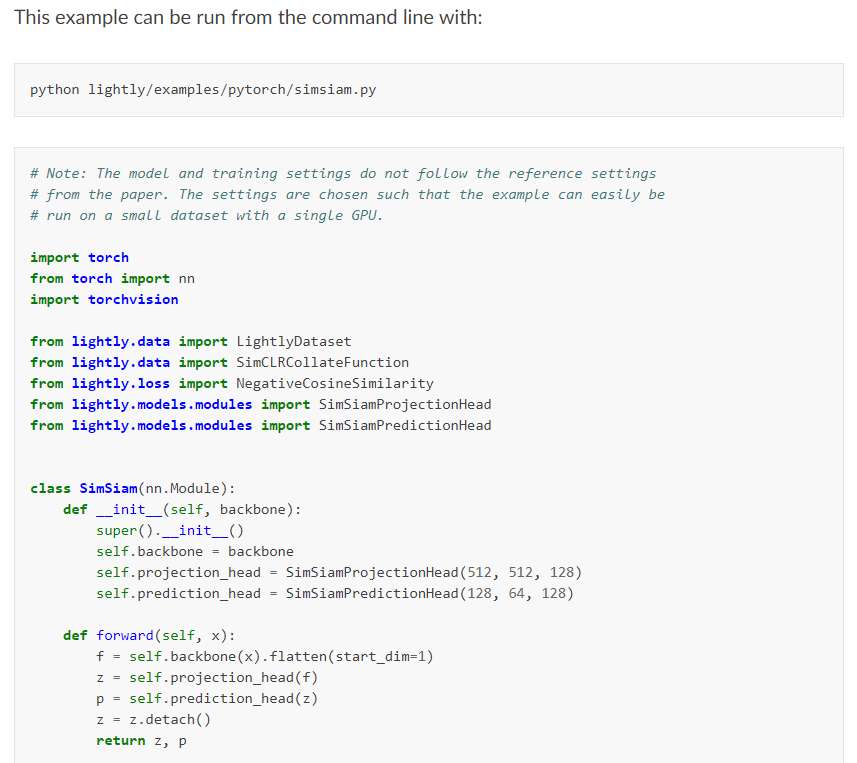 This example can be run from the command line with:
python lightly/examples/pytorch/simsiam.py
# Note: The model and training settings do not follow the reference settings
# from the paper. The settings are chosen such that the example can easily be
# run on a small dataset with a single GPU.
import torch
from torch import nn
import torchvision
from lightly.data import LightlyDataset
from lightly.data import SimCLRCollateFunction
from lightly.loss import NegativeCosineSimilarity
from lightly.models.modules import SimSiamProjectionHead
from lightly.models.modules import SimSiamPredictionHead
class SimSiam(nn.Module):
    def __init__(self, backbone):
        super().__init__()
        self.backbone = backbone
        self.projection_head = SimSiamProjectionHead(512, 512, 128)
        self.prediction_head = SimSiamPredictionHead(128, 64, 128)
    def forward(self, x):
        f = self.backbone(x).flatten(start_dim=1)
        z = self.projection_head(f)
        p = self.prediction_head(z)
        z = z.detach()
        return z, p